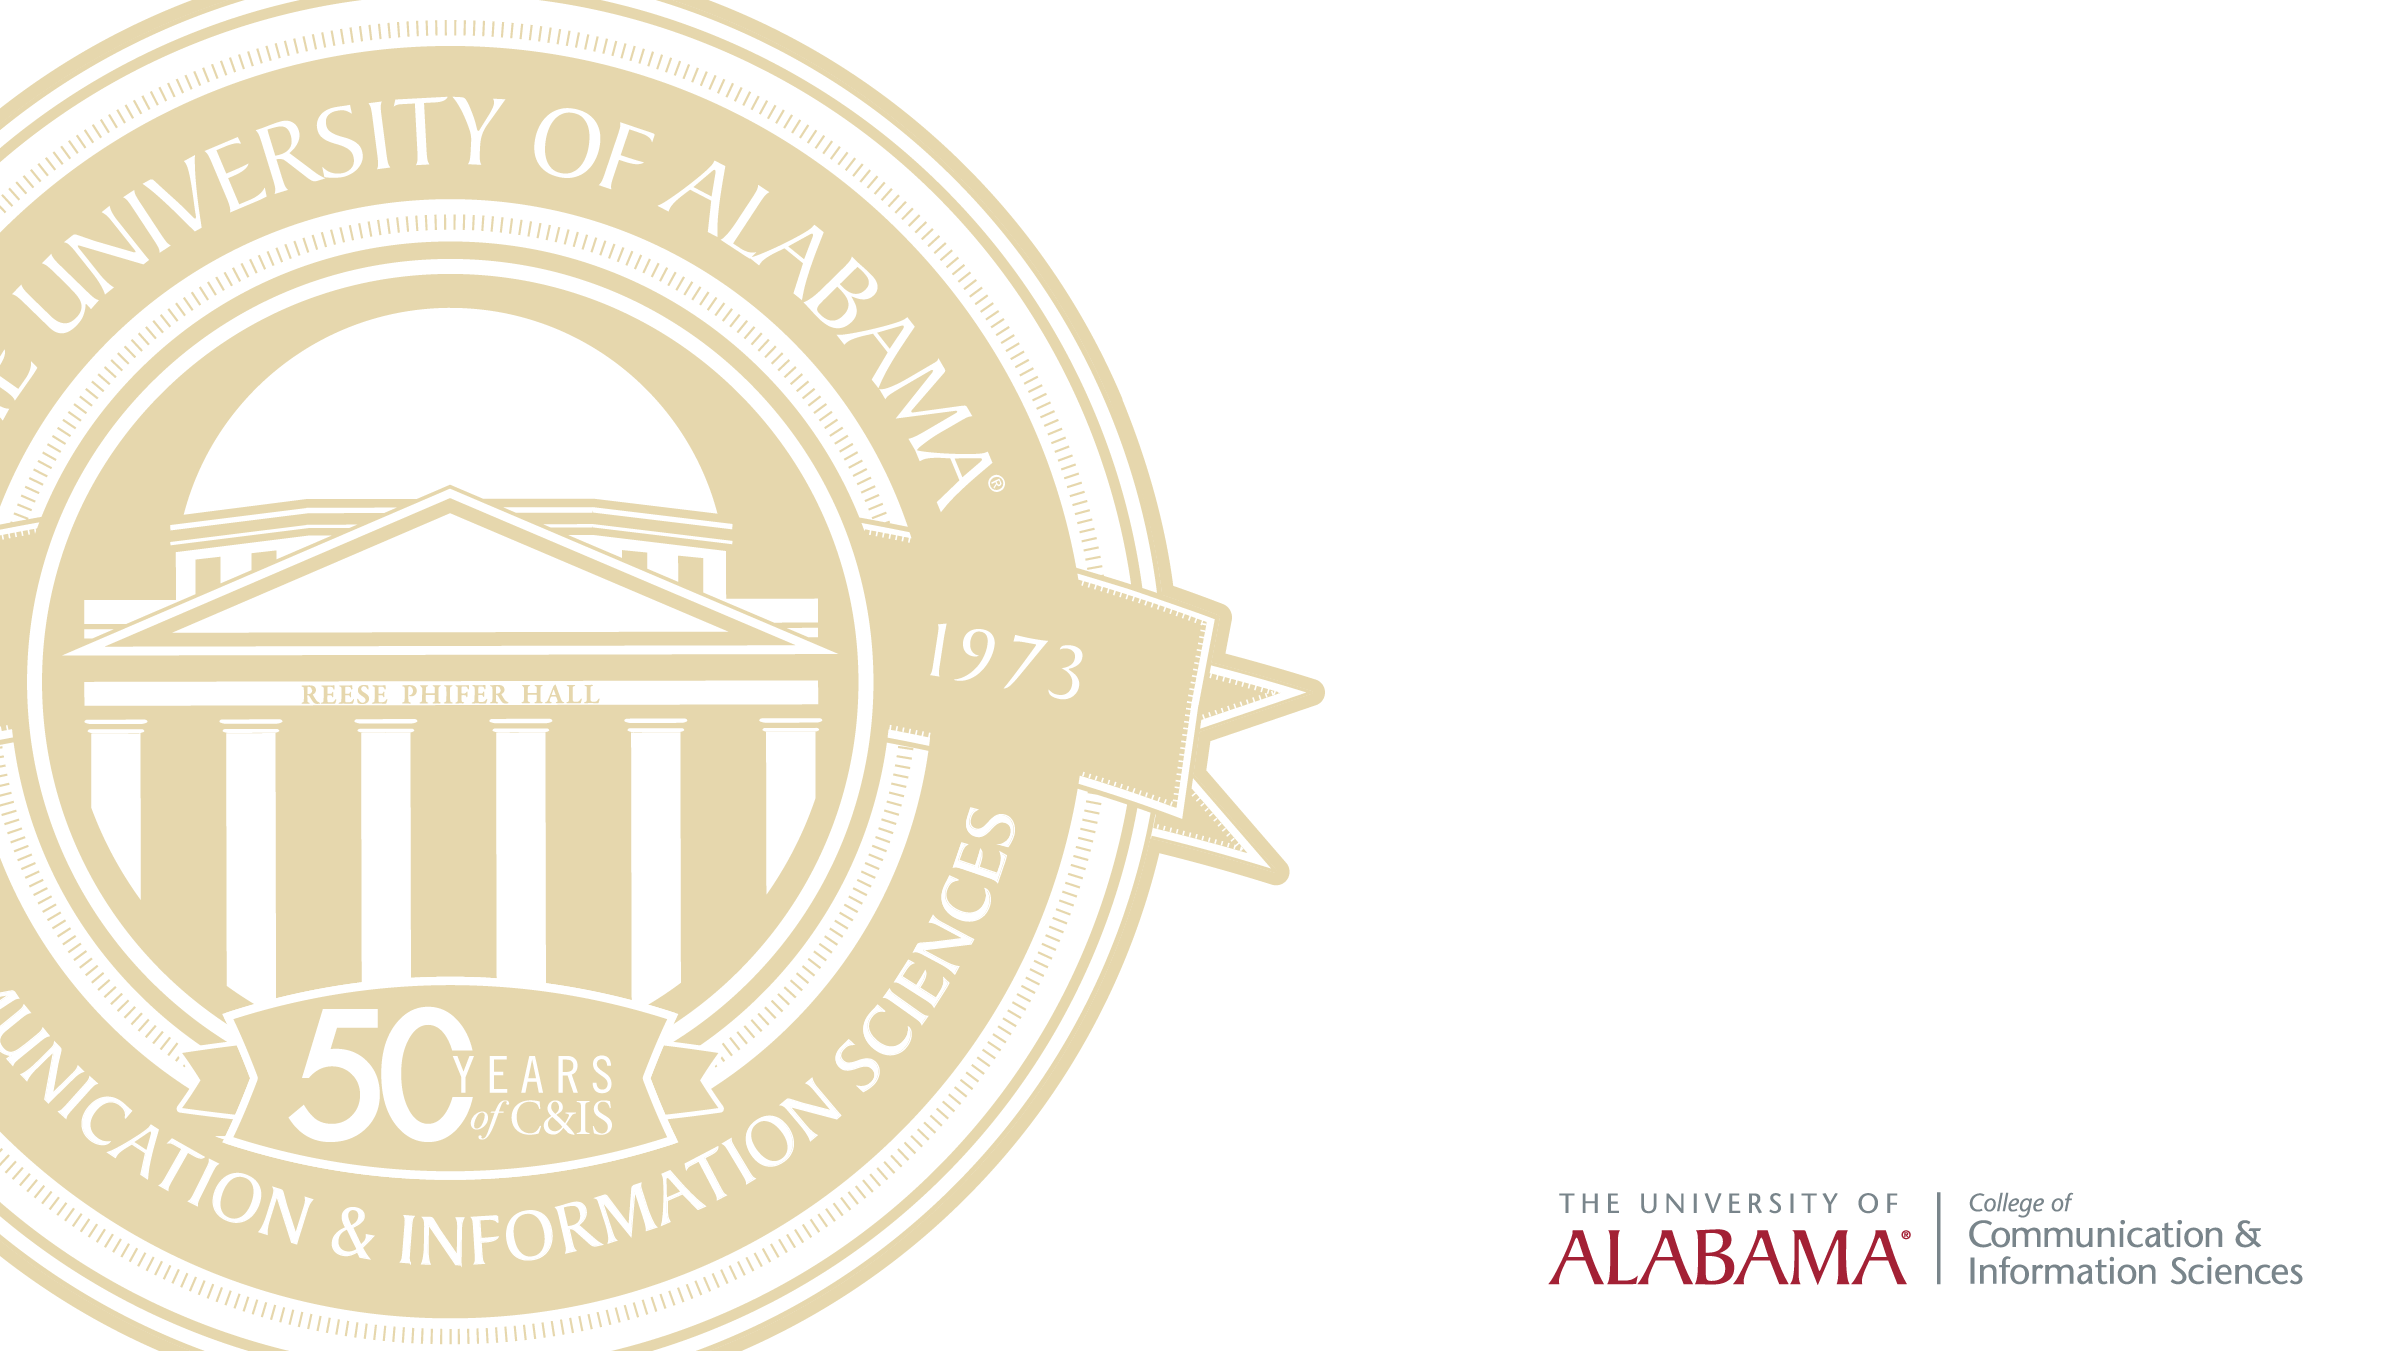 UNIVERSITY OF ALABAMA®
1973
REESE PHIFER HALL
50 YEARS
of C&IS
& INFORMATION SCIENCES
THE UNIVERSITY OF
ALABAMA®
College of
Communication &
Information Sciences